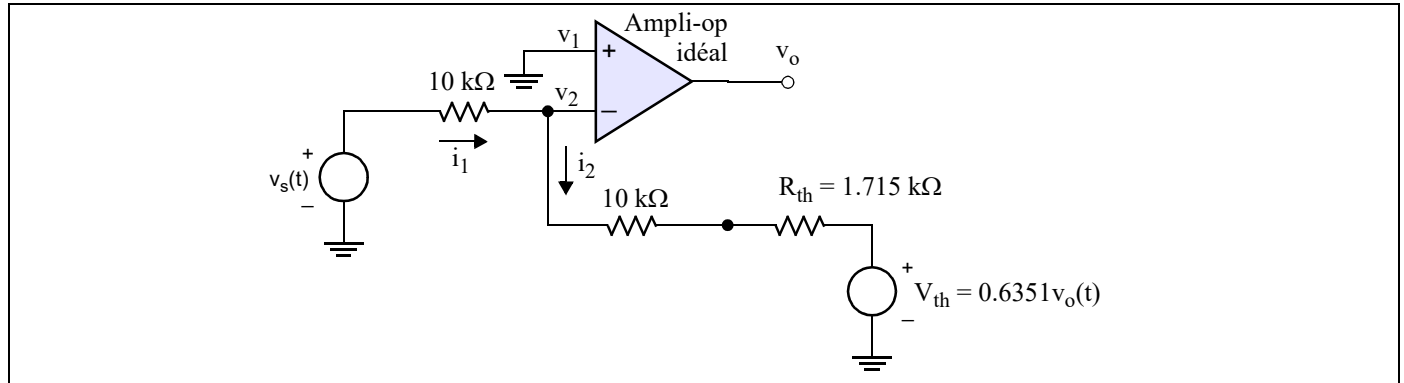 Ampli-op
idéal
v₁
+
vₒ
10 kΩ
v₂
–
i₁
i₂
+
vₛ(t)
–
10 kΩ
Rₜₕ = 1.715 kΩ
+
Vₜₕ = 0.6351vₒ(t)
–